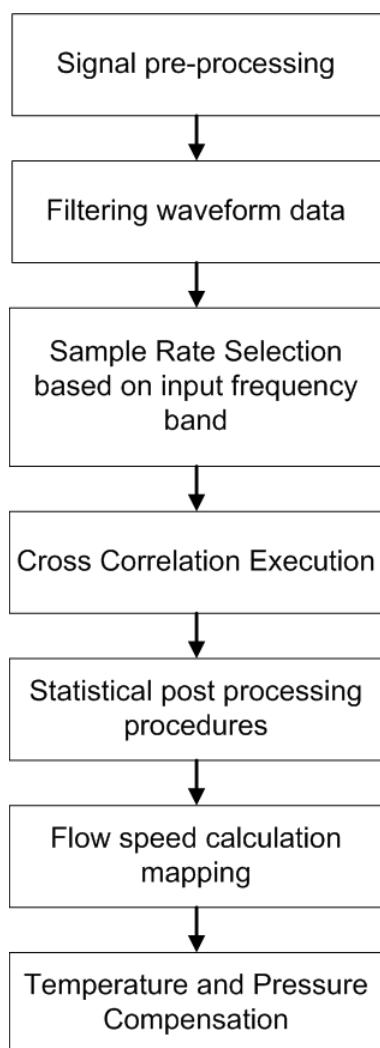 Signal pre-processing
Filtering waveform data
Sample Rate Selection
based on input frequency
band
Cross Correlation Execution
Statistical post processing
procedures
Flow speed calculation
mapping
Temperature and Pressure
Compensation